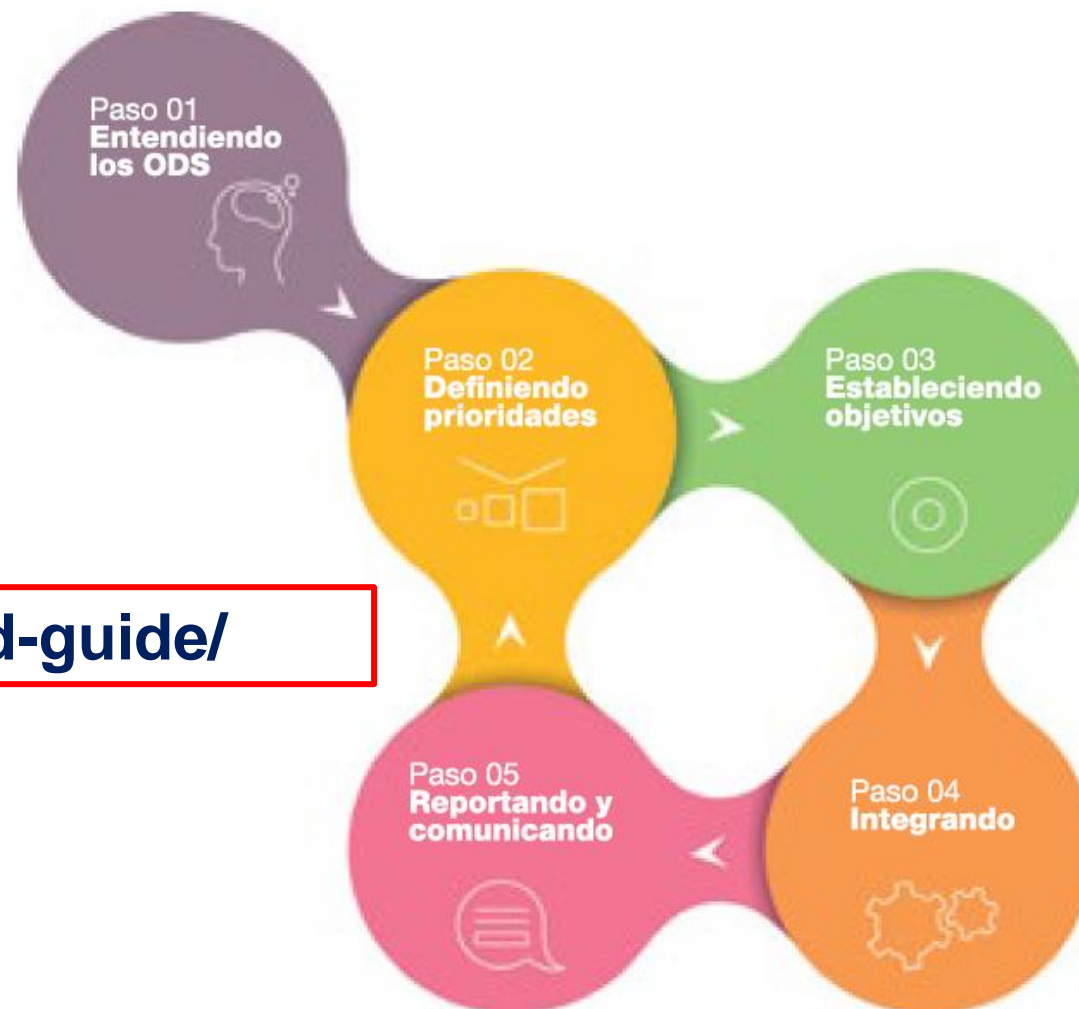 Paso 01
Entendiendo
los ODS
Paso 02
Definiendo
prioridades
Paso 03
Estableciendo
objetivos
d-guide/
Paso 05
Reportando y
comunicando
Paso 04
Integrando